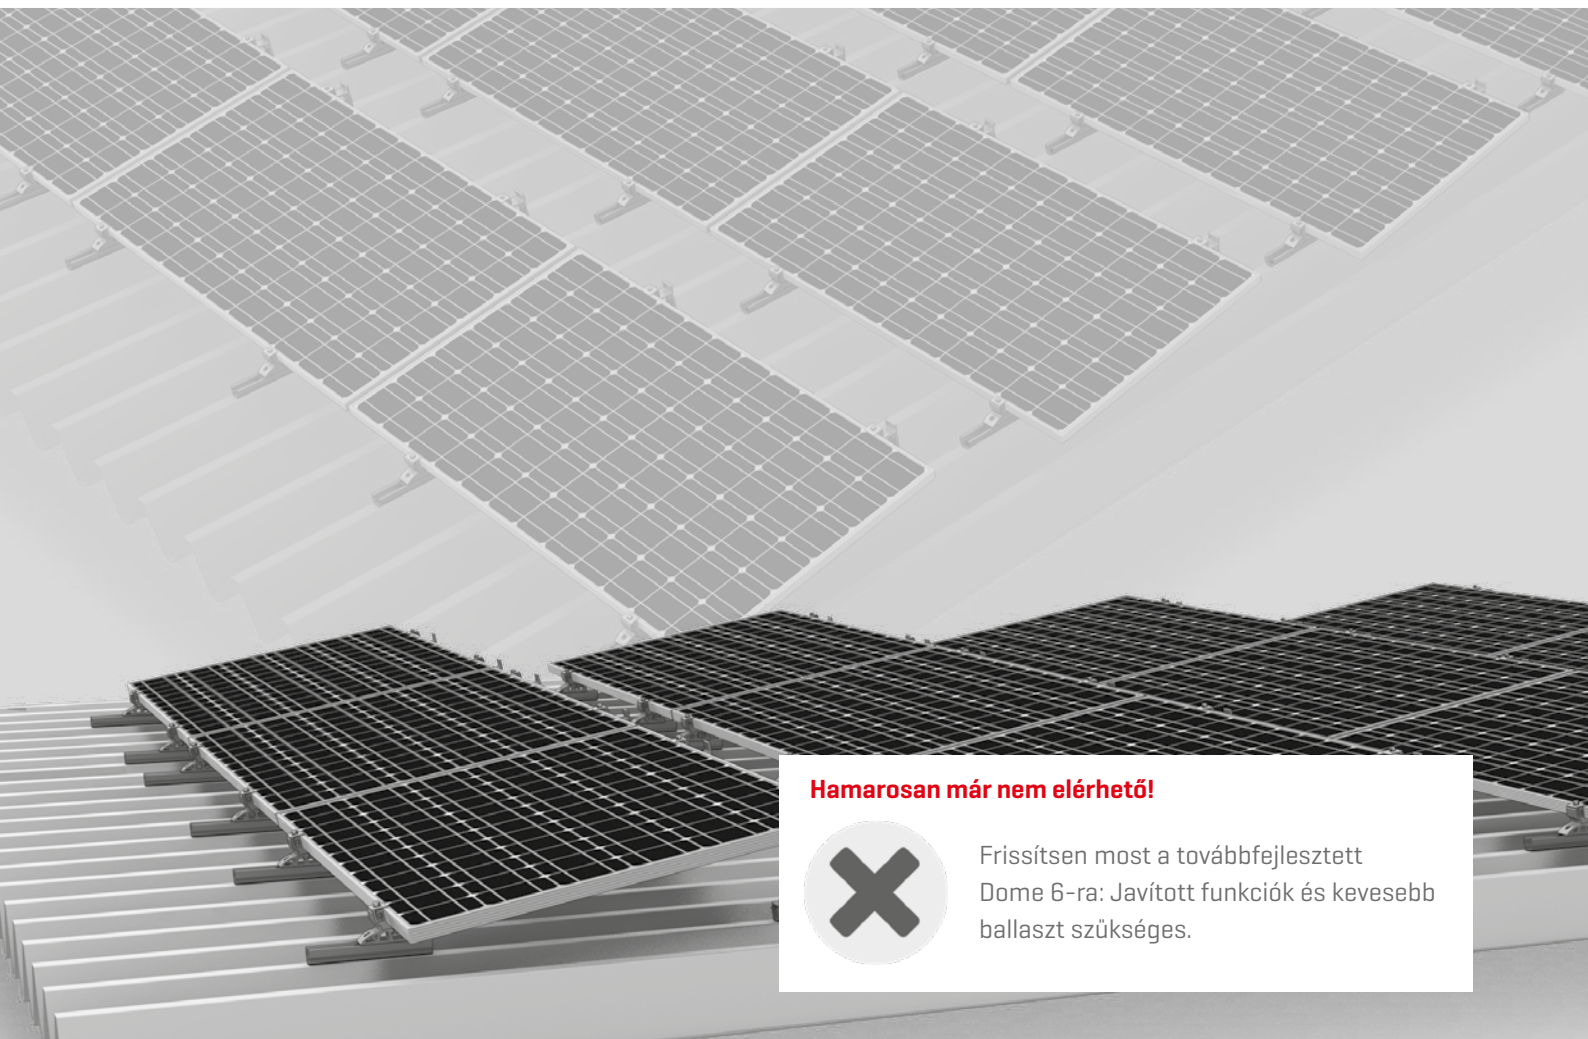 Hamarosan már nem elérhető!
Frissítsen most a továbbfejlesztett
Dome 6-ra: Javított funkciók és kevesebb
ballaszt szükséges.